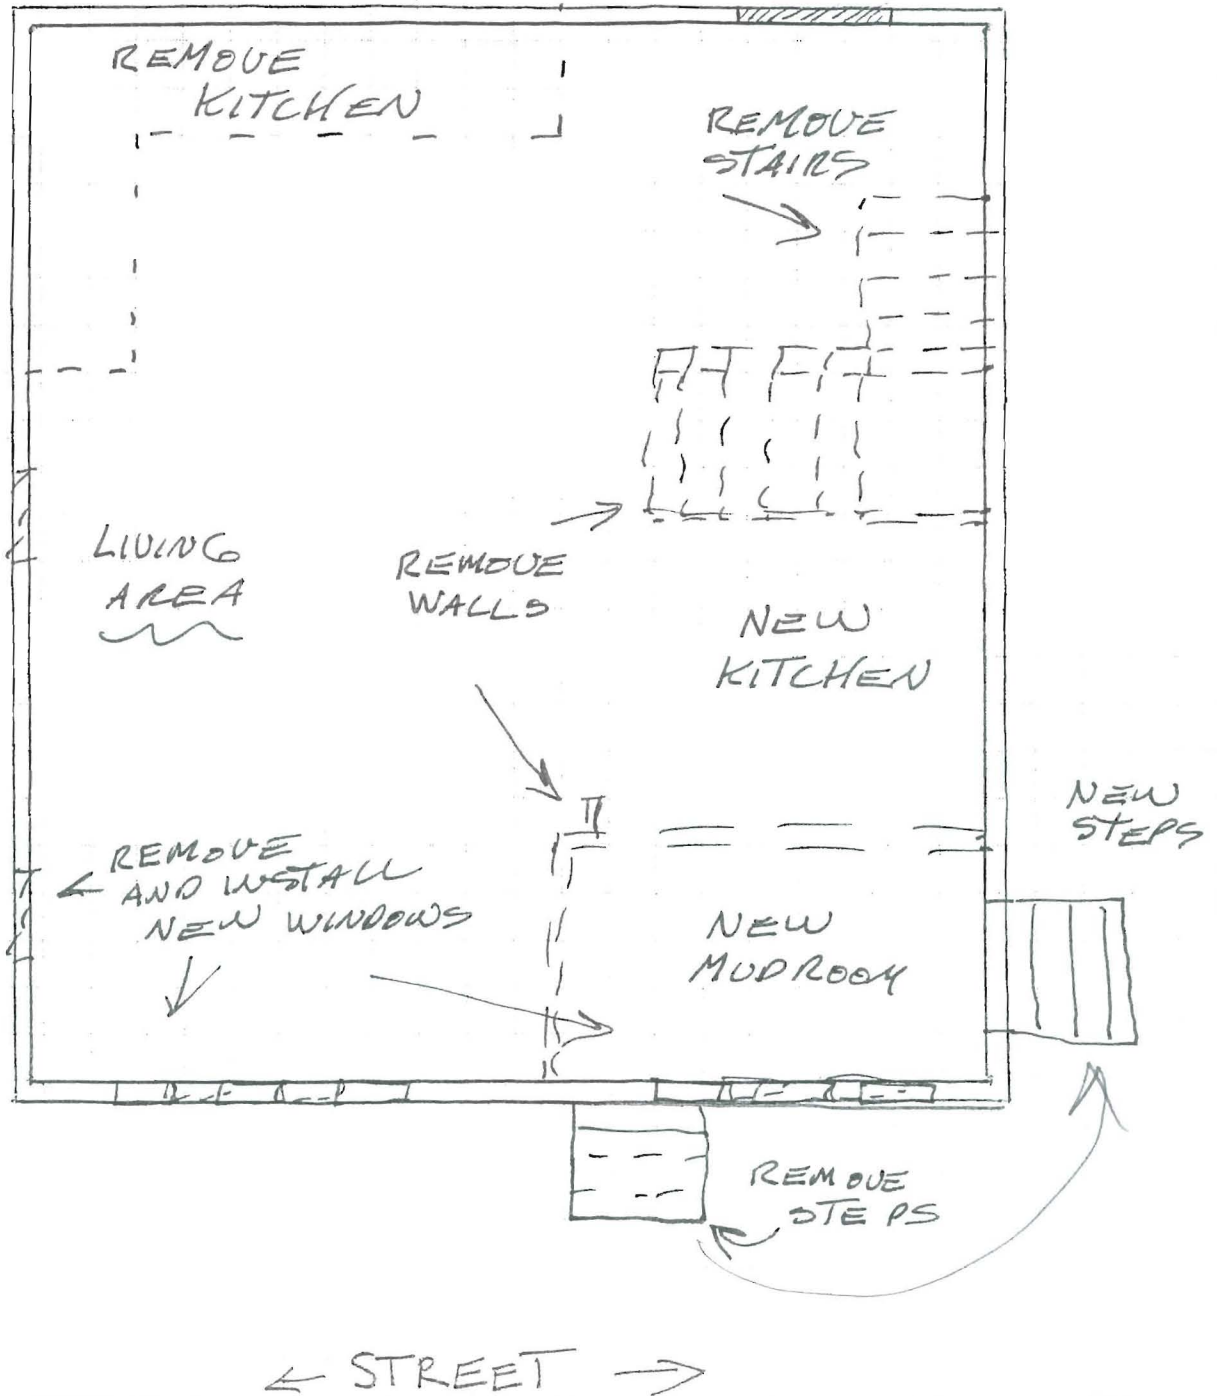 REMOVE
KITCHEN
REMOVE
STAIRS
LIVING
AREA
REMOVE
WALLS
NEW
KITCHEN
NEW
STEPS
REMOVE
AND INSTALL
NEW WINDOWS
NEW
MUDROOM
REMOVE
STEPS
← STREET →